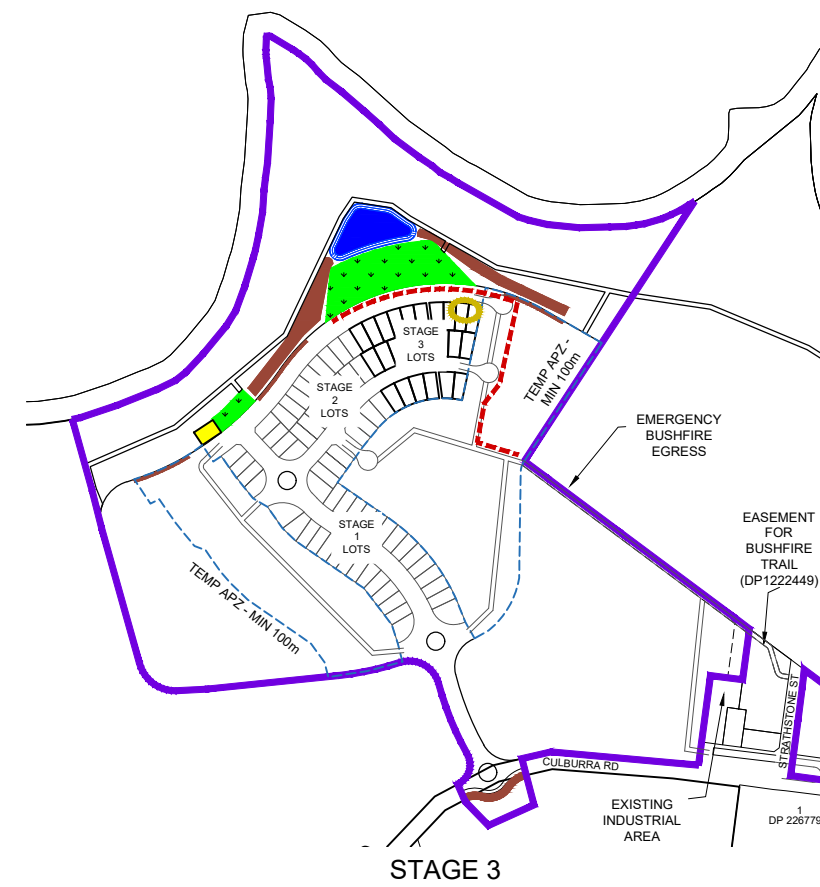 STAGE
3
LOTS
TEMP APZ -
MIN 100m
STAGE
2
LOTS
EMERGENCY
BUSHFIRE
EGRESS
EASEMENT
FOR
BUSHFIRE
TRAIL
(DP1222449)
STAGE
1
LOTS
TEMP APZ - MIN 100m
STRATHSTONE ST
CULBURRA RD
EXISTING
INDUSTRIAL
AREA
1
DP 226779
STAGE 3